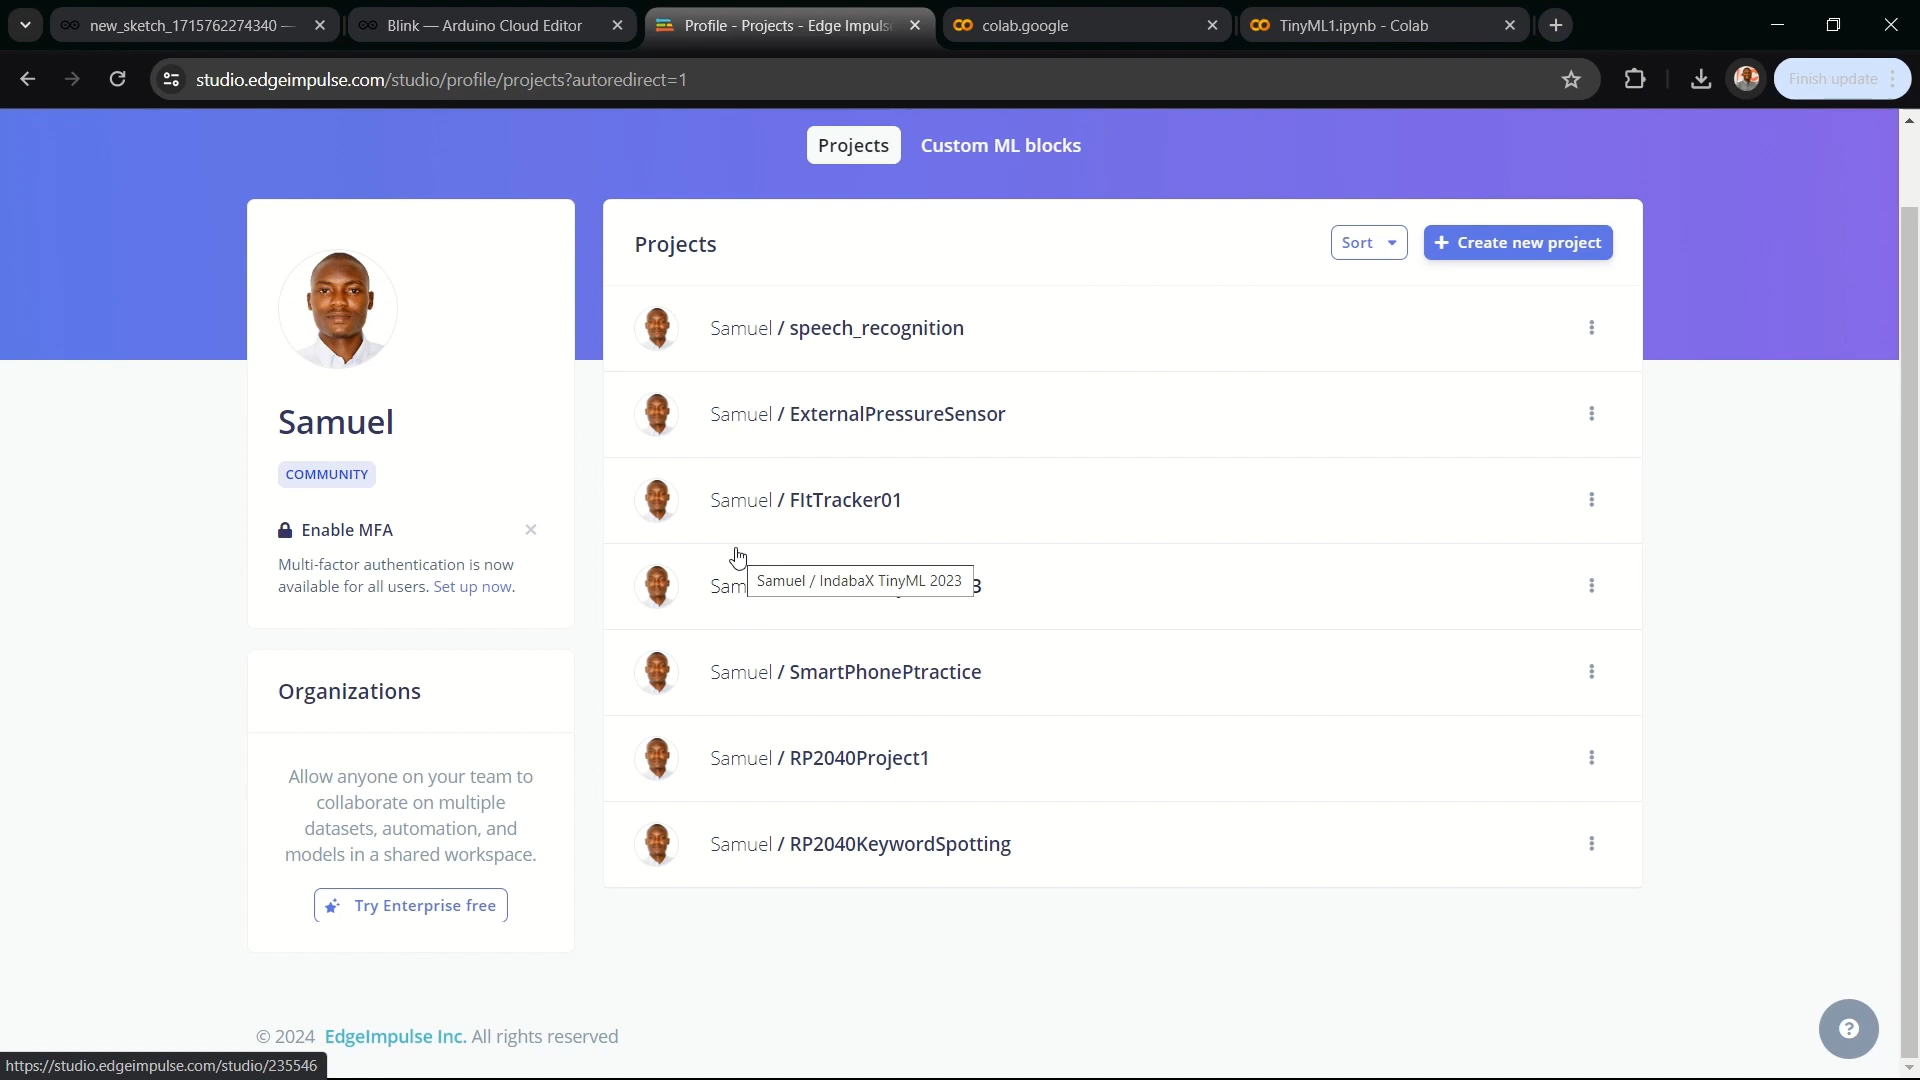 new_sketch_1715762274340 —
Blink — Arduino Cloud Editor
Profile - Projects - Edge Impuls
colab.google
TinyML1.ipynb - Colab
studio.edgeimpulse.com/studio/profile/projects?autoredirect=1
Finish update
Projects
Custom ML blocks
Samuel
COMMUNITY
Enable MFA
Multi-factor authentication is now
available for all users. Set up now.
Organizations
Allow anyone on your team to
collaborate on multiple
datasets, automation, and
models in a shared workspace.
Try Enterprise free
Projects
Sort
+ Create new project
Samuel / speech_recognition
Samuel / ExternalPressureSensor
Samuel / FItTracker01
Sam 3
Samuel / IndabaX TinyML 2023
Samuel / SmartPhonePtractice
Samuel / RP2040Project1
Samuel / RP2040KeywordSpotting
© 2024 EdgeImpulse Inc. All rights reserved
https://studio.edgeimpulse.com/studio/235546